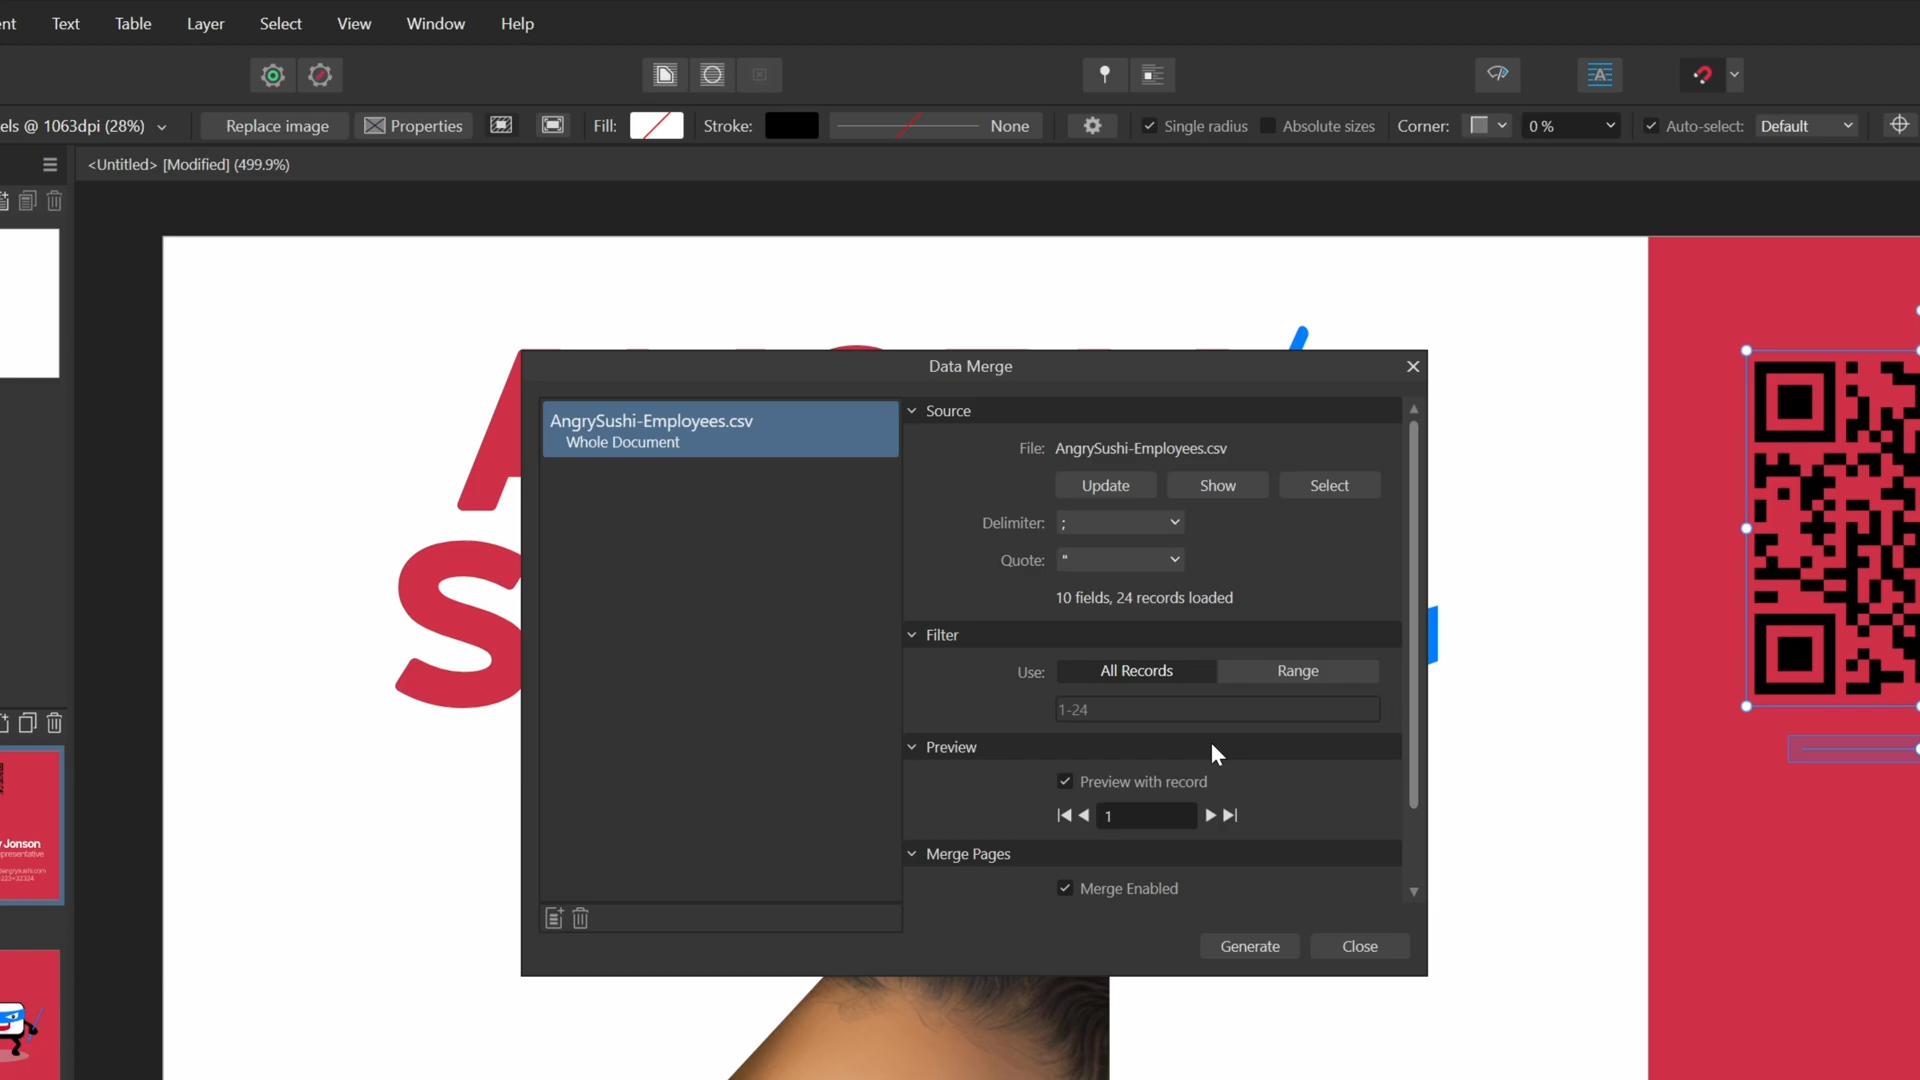 nt Text Table Layer Select View Window Help
els @ 1063dpi (28%) Replace image Properties Fill: Stroke: None Single radius Absolute sizes Corner: 0 % Auto-select: Default
<Untitled> [Modified] (499.9%)
Data Merge
AngrySushi-Employees.csv
Whole Document
Source
File: AngrySushi-Employees.csv
Update Show Select
Delimiter: ;
Quote: "
10 fields, 24 records loaded
Filter
Use: All Records Range
1-24
Preview
Preview with record
1
Merge Pages
Merge Enabled
Generate Close
S
y Jonson
presentative